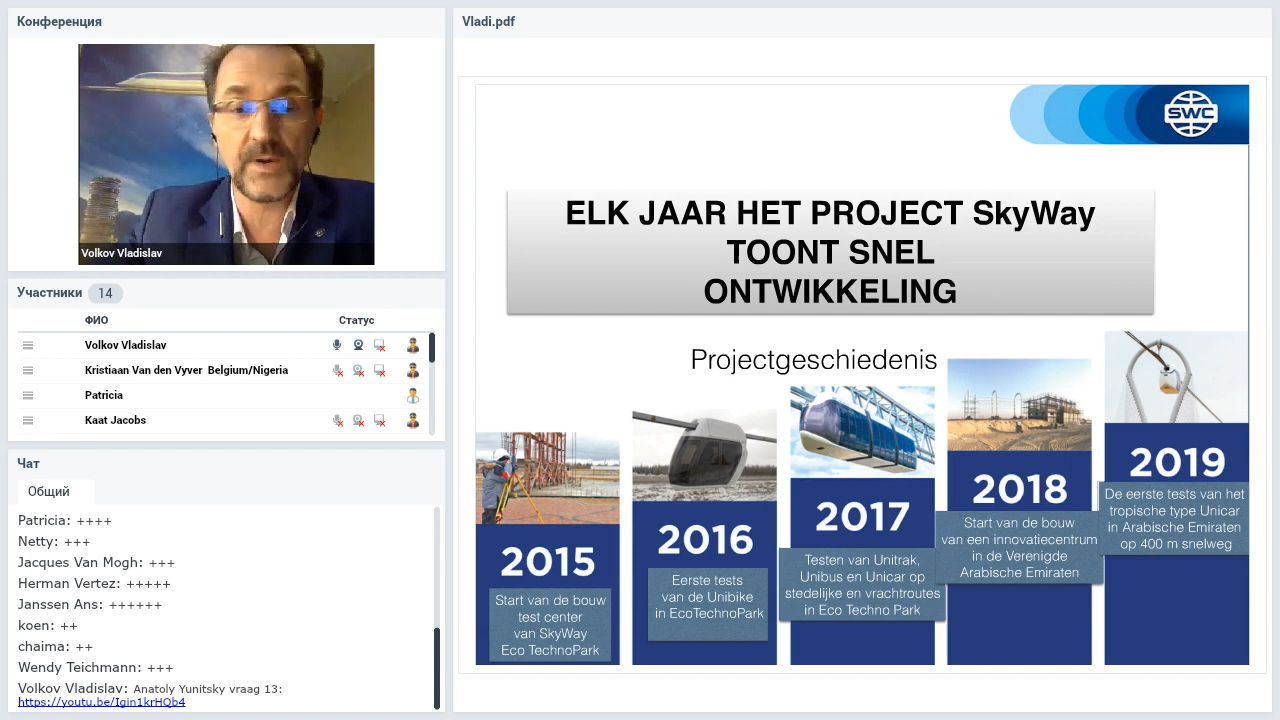 Конференция
Volkov Vladislav
Участники 14
ФИО Статус
Volkov Vladislav
Kristiaan Van den Vyver Belgium/Nigeria
Patricia
Kaat Jacobs
Чат
Общий
Patricia: ++++
Netty: +++
Jacques Van Mogh: +++
Herman Vertez: +++++
Janssen Ans: ++++++
koen: ++
chaima: ++
Wendy Teichmann: +++
Volkov Vladislav: Anatoly Yunitsky vraag 13:
https://youtu.be/Igin1krHQb4
Vladi.pdf
SWC
ELK JAAR HET PROJECT SkyWay
TOONT SNEL
ONTWIKKELING
Projectgeschiedenis
2015
Start van de bouw
test center
van SkyWay
Eco TechnoPark
2016
Eerste tests
van de Unibike
in EcoTechnoPark
2017
Testen van Unitrak,
Unibus en Unicar op
stedelijke en vrachtroutes
in Eco Techno Park
2018
Start van de bouw
van een innovatiecentrum
in de Verenigde
Arabische Emiraten
2019
De eerste tests van het
tropische type Unicar
in Arabische Emiraten
op 400 m snelweg